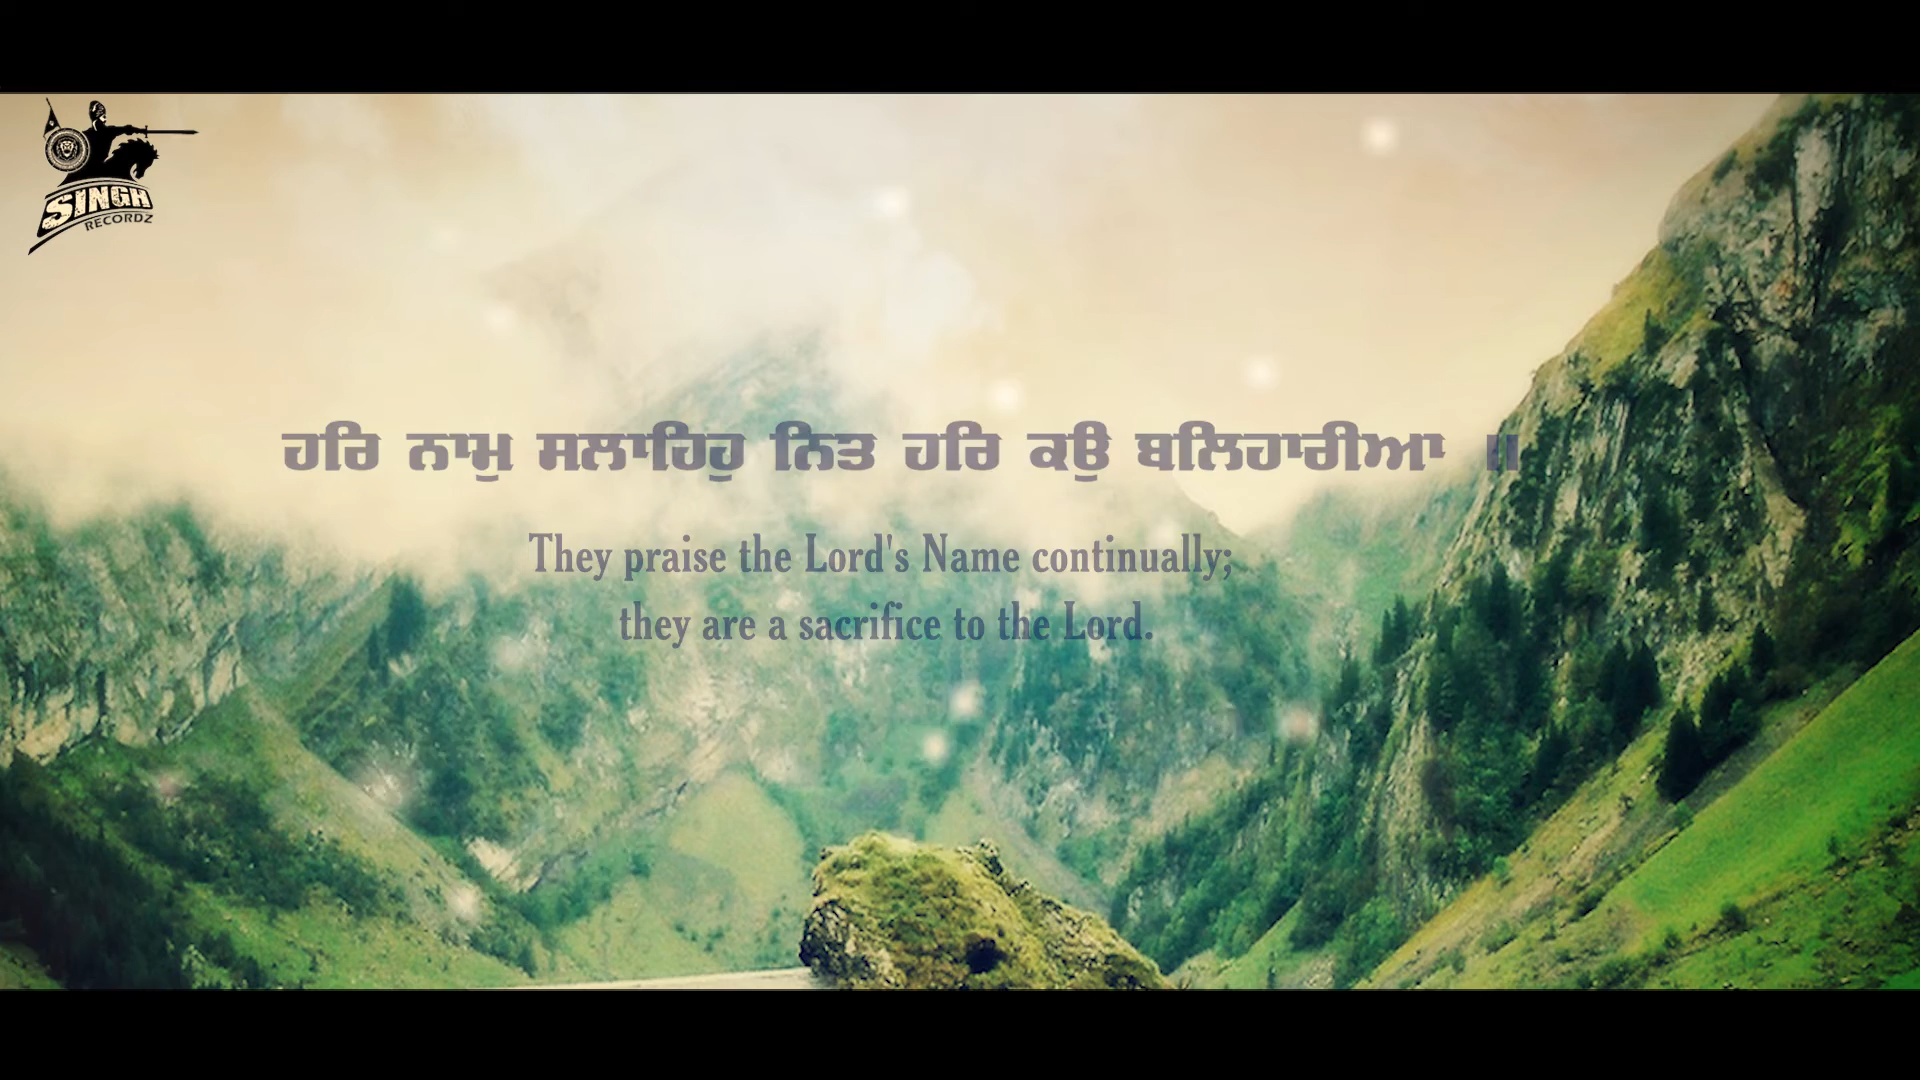 SINGH
RECORDZ
ਹਰਿ ਨਾਮੁ ਸਲਾਹਿਹੁ ਨਿਤ ਹਰਿ ਕਉ ਬਲਿਹਾਰੀਆ ॥
They praise the Lord's Name continually;
they are a sacrifice to the Lord.